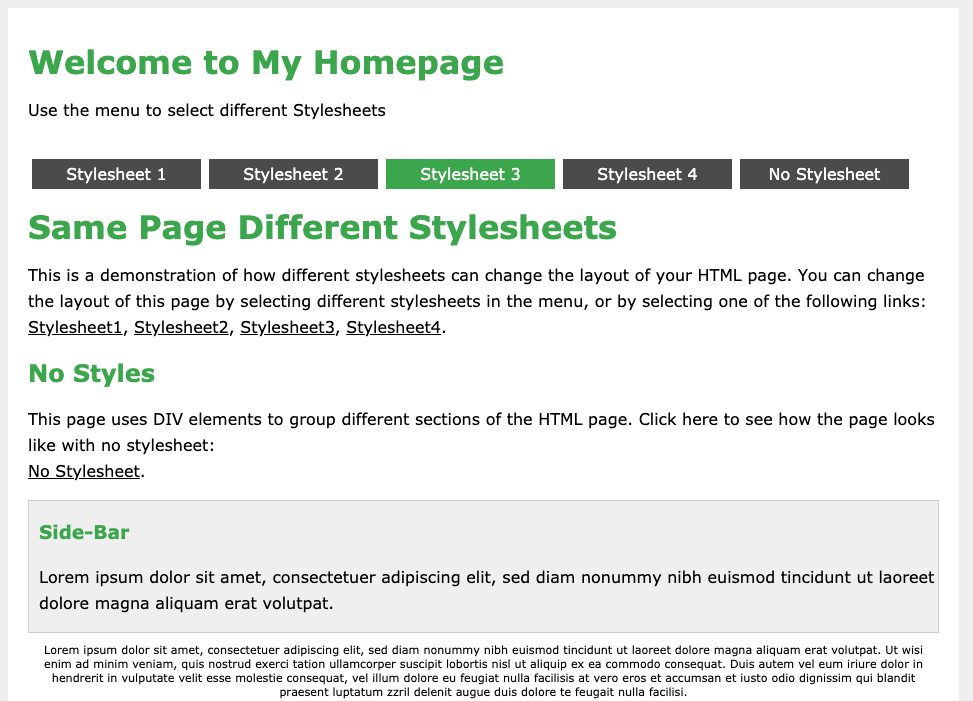 Welcome to My Homepage
Use the menu to select different Stylesheets
Stylesheet 1
Stylesheet 2
Stylesheet 3
Stylesheet 4
No Stylesheet
Same Page Different Stylesheets
This is a demonstration of how different stylesheets can change the layout of your HTML page. You can change
the layout of this page by selecting different stylesheets in the menu, or by selecting one of the following links:
Stylesheet1, Stylesheet2, Stylesheet3, Stylesheet4.
No Styles
This page uses DIV elements to group different sections of the HTML page. Click here to see how the page looks
like with no stylesheet:
No Stylesheet.
Side-Bar
Lorem ipsum dolor sit amet, consectetuer adipiscing elit, sed diam nonummy nibh euismod tincidunt ut laoreet
dolore magna aliquam erat volutpat.
Lorem ipsum dolor sit amet, consectetuer adipiscing elit, sed diam nonummy nibh euismod tincidunt ut laoreet dolore magna aliquam erat volutpat. Ut wisi
enim ad minim veniam, quis nostrud exerci tation ullamcorper suscipit lobortis nisl ut aliquip ex ea commodo consequat. Duis autem vel eum iriure dolor in
hendrerit in vulputate velit esse molestie consequat, vel illum dolore eu feugiat nulla facilisis at vero eros et accumsan et iusto odio dignissim qui blandit
praesent luptatum zzril delenit augue duis dolore te feugait nulla facilisi.